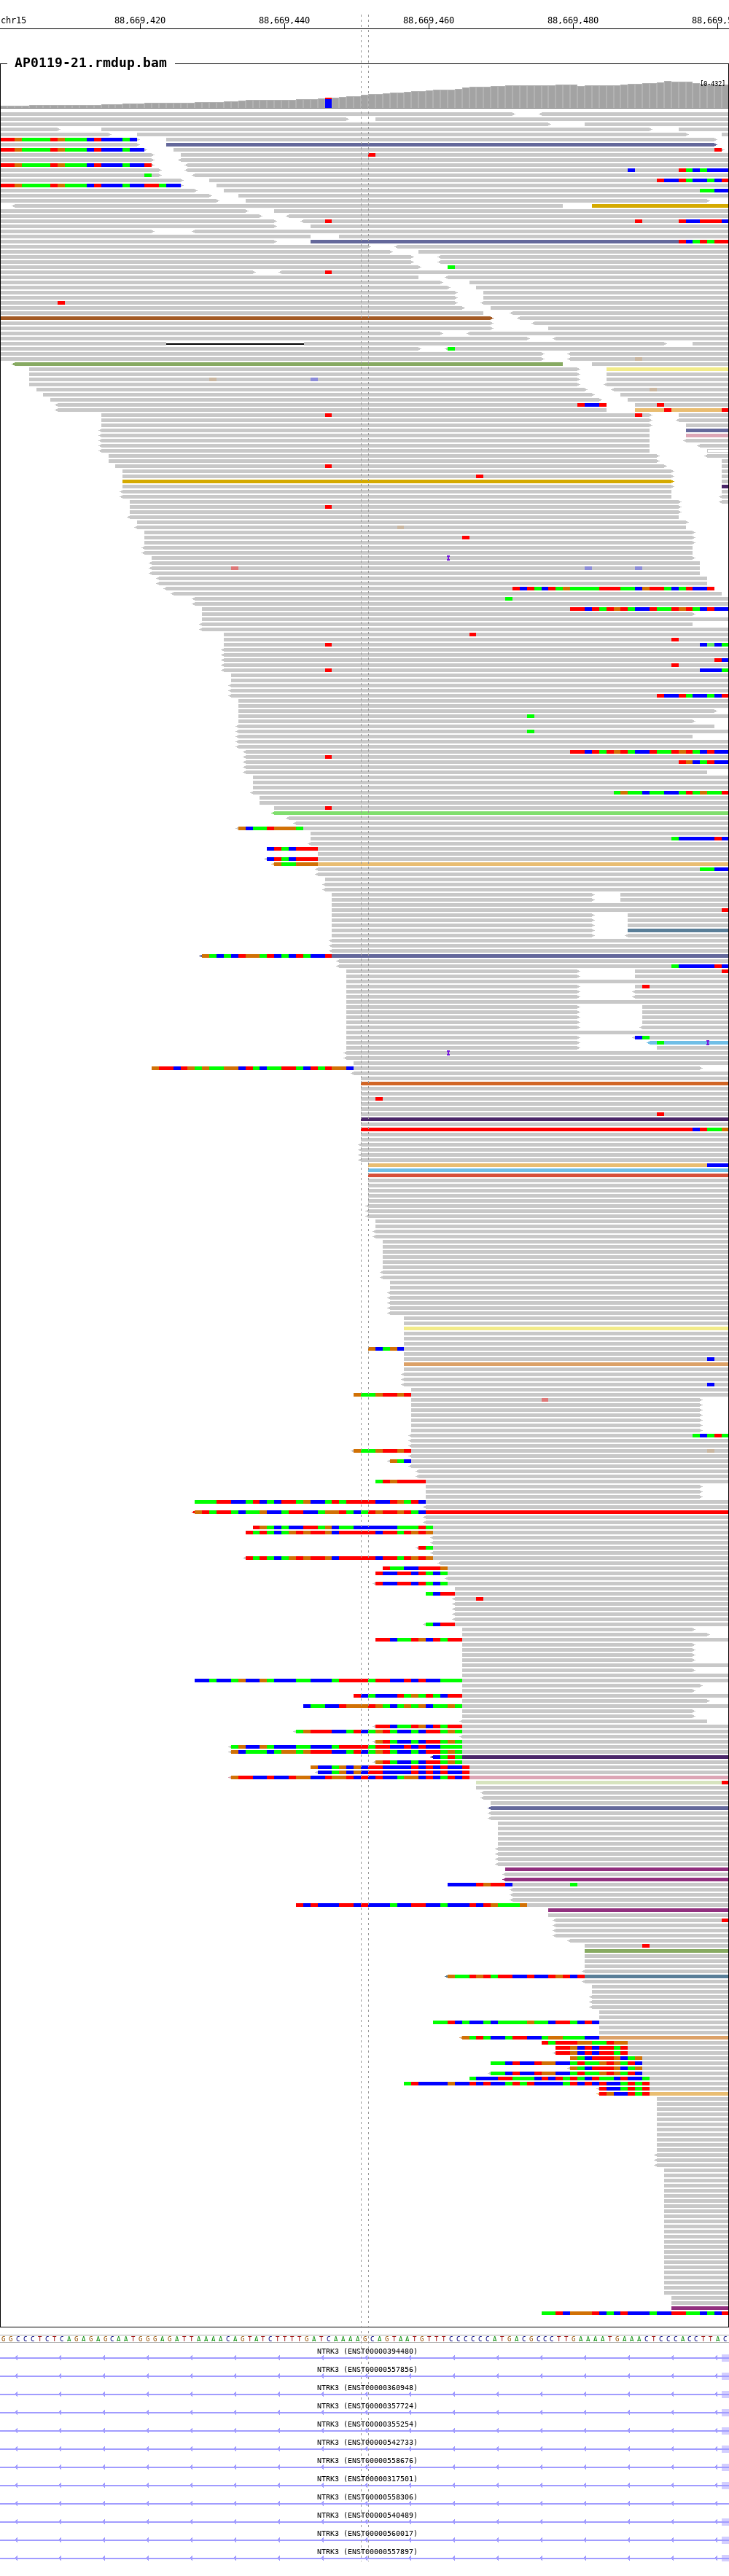 chr15 88,669,420 88,669,440 88,669,460 88,669,480 88,669,5
AP0119-21.rmdup.bam
[0-432]
I
I
I
GGCCCTCTCAGAGAGCAATGGGAGATTAAAACAGTATCTTTTGATCAAAAGCAGTAATGTTTCCCCCCATGACGCCCTTGAAAATGAAACTCCCACCTTAC
NTRK3 (ENST00000394480)
NTRK3 (ENST00000557856)
NTRK3 (ENST00000360948)
NTRK3 (ENST00000357724)
NTRK3 (ENST00000355254)
NTRK3 (ENST00000542733)
NTRK3 (ENST00000558676)
NTRK3 (ENST00000317501)
NTRK3 (ENST00000558306)
NTRK3 (ENST00000540489)
NTRK3 (ENST00000560017)
NTRK3 (ENST00000557897)